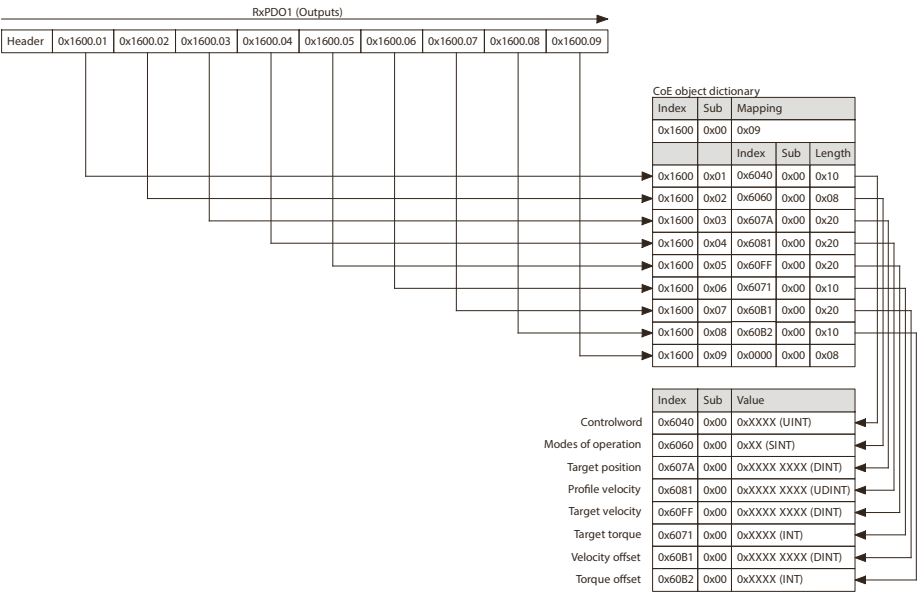 RxPDO1 (Outputs)
Header 0x1600.01 0x1600.02 0x1600.03 0x1600.04 0x1600.05 0x1600.06 0x1600.07 0x1600.08 0x1600.09
CoE object dictionary
Index Sub Mapping
0x1600 0x00 0x09
Index Sub Length
0x1600 0x01 0x6040 0x00 0x10
0x1600 0x02 0x6060 0x00 0x08
0x1600 0x03 0x607A 0x00 0x20
0x1600 0x04 0x6081 0x00 0x20
0x1600 0x05 0x60FF 0x00 0x20
0x1600 0x06 0x6071 0x00 0x10
0x1600 0x07 0x60B1 0x00 0x20
0x1600 0x08 0x60B2 0x00 0x10
0x1600 0x09 0x0000 0x00 0x08
Index Sub Value
Controlword 0x6040 0x00 0xXXXX (UINT)
Modes of operation 0x6060 0x00 0xXX (SINT)
Target position 0x607A 0x00 0xXXXX XXXX (DINT)
Profile velocity 0x6081 0x00 0xXXXX XXXX (UDINT)
Target velocity 0x60FF 0x00 0xXXXX XXXX (DINT)
Target torque 0x6071 0x00 0xXXXX (INT)
Velocity offset 0x60B1 0x00 0xXXXX XXXX (DINT)
Torque offset 0x60B2 0x00 0xXXXX (INT)